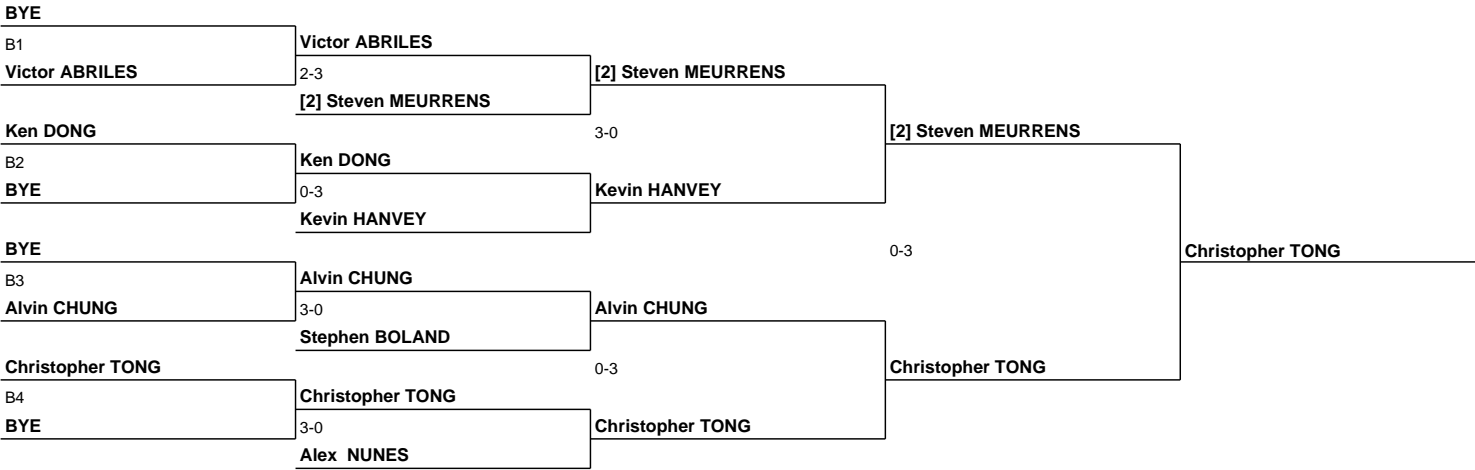 BYE
B1
Victor ABRILES
Victor ABRILES
2-3
[2] Steven MEURRENS
[2] Steven MEURRENS
Ken DONG
3-0
[2] Steven MEURRENS
B2
Ken DONG
BYE
0-3
Kevin HANVEY
Kevin HANVEY
BYE
0-3
Christopher TONG
B3
Alvin CHUNG
Alvin CHUNG
3-0
Alvin CHUNG
Stephen BOLAND
Christopher TONG
0-3
Christopher TONG
B4
Christopher TONG
BYE
3-0
Christopher TONG
Alex NUNES